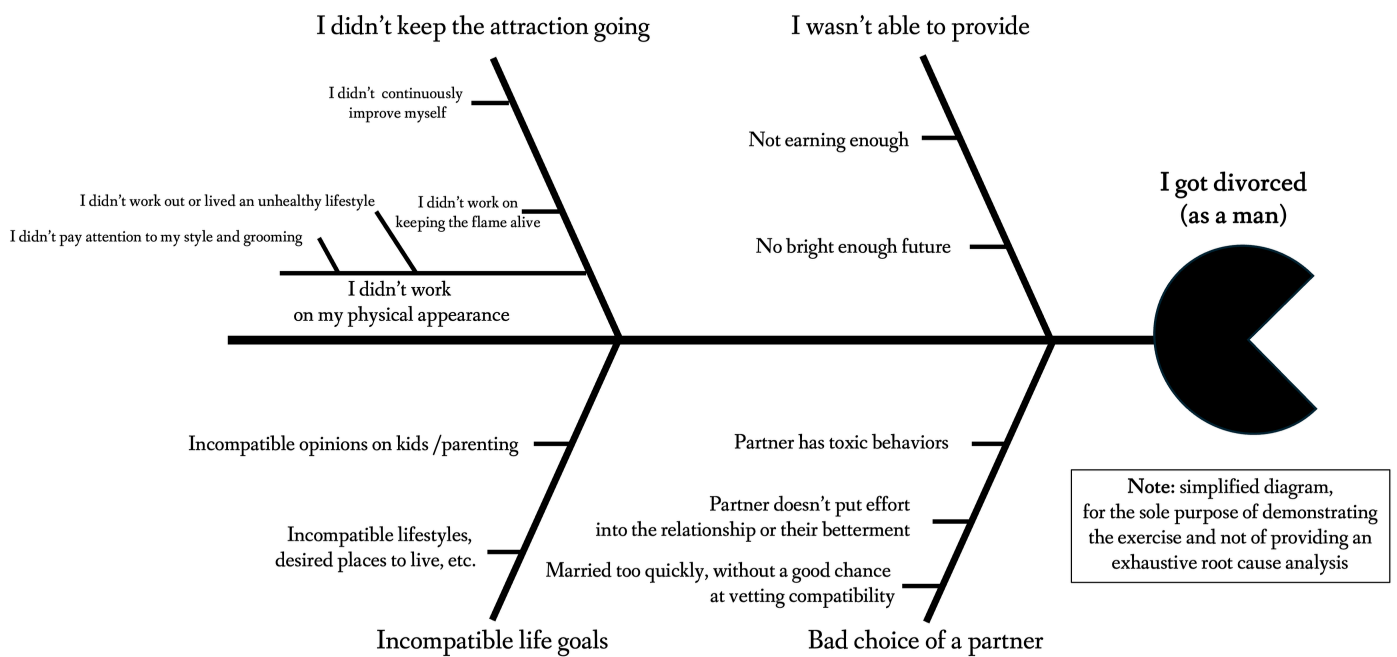 I didn’t keep the attraction going
I wasn’t able to provide
I didn’t continuously
improve myself
Not earning enough
I got divorced
(as a man)
I didn’t work out or lived an unhealthy lifestyle
I didn’t work on
keeping the flame alive
I didn’t pay attention to my style and grooming
No bright enough future
I didn’t work
on my physical appearance
Incompatible opinions on kids /parenting
Partner has toxic behaviors
Note: simplified diagram,
for the sole purpose of demonstrating
the exercise and not of providing an
exhaustive root cause analysis
Partner doesn’t put effort
into the relationship or their betterment
Incompatible lifestyles,
desired places to live, etc.
Married too quickly, without a good chance
at vetting compatibility
Incompatible life goals
Bad choice of a partner